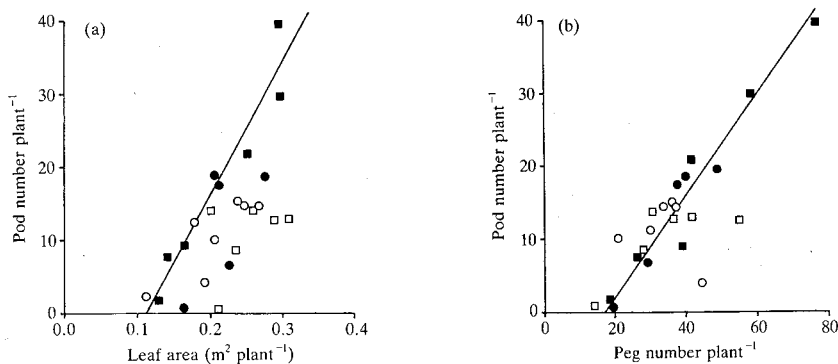 (a)
40
30
20
10
0
Pod number plant⁻¹
0.0 0.1 0.2 0.3 0.4
Leaf area (m² plant⁻¹)
(b)
40
30
20
10
0
Pod number plant⁻¹
0 20 40 60 80
Peg number plant⁻¹